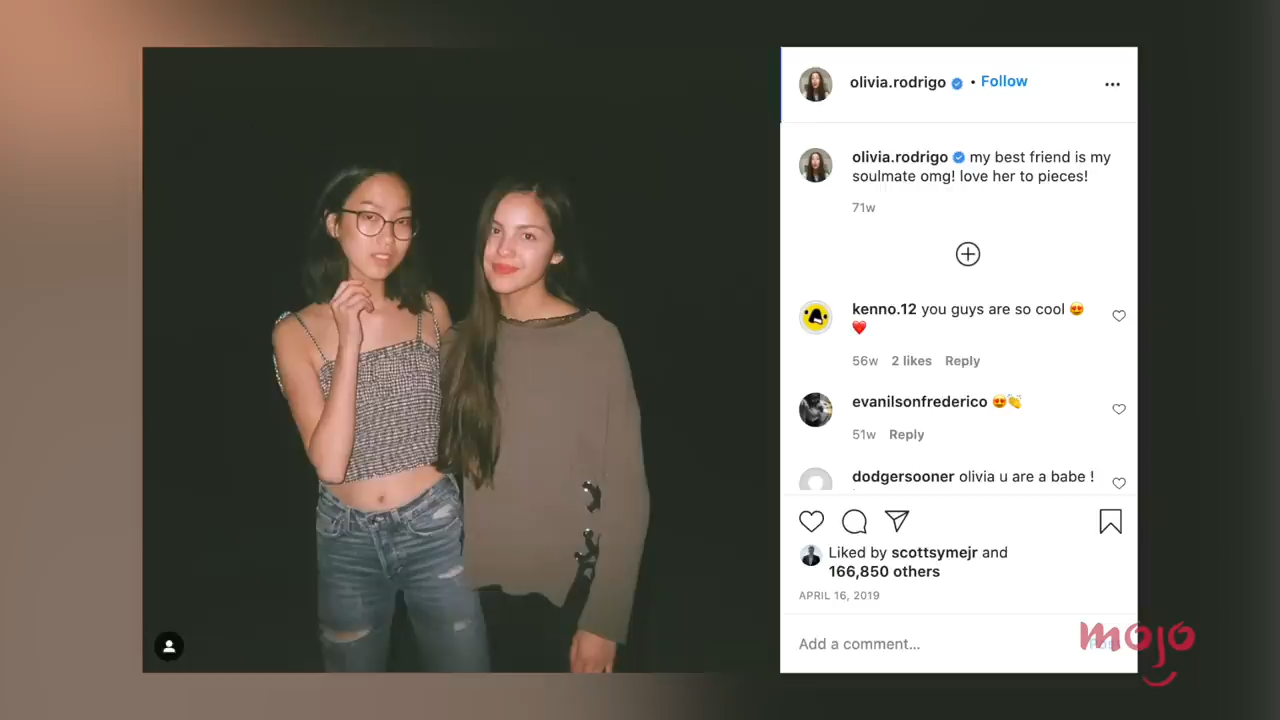 olivia.rodrigo • Follow
olivia.rodrigo my best friend is my
soulmate omg! love her to pieces!
71w
kenno.12 you guys are so cool 😍
❤️
56w 2 likes Reply
evanilsonfrederico 😍👏
51w Reply
dodgersooner olivia u are a babe !
Liked by scottsymejr and
166,850 others
APRIL 16, 2019
Add a comment...
mojo